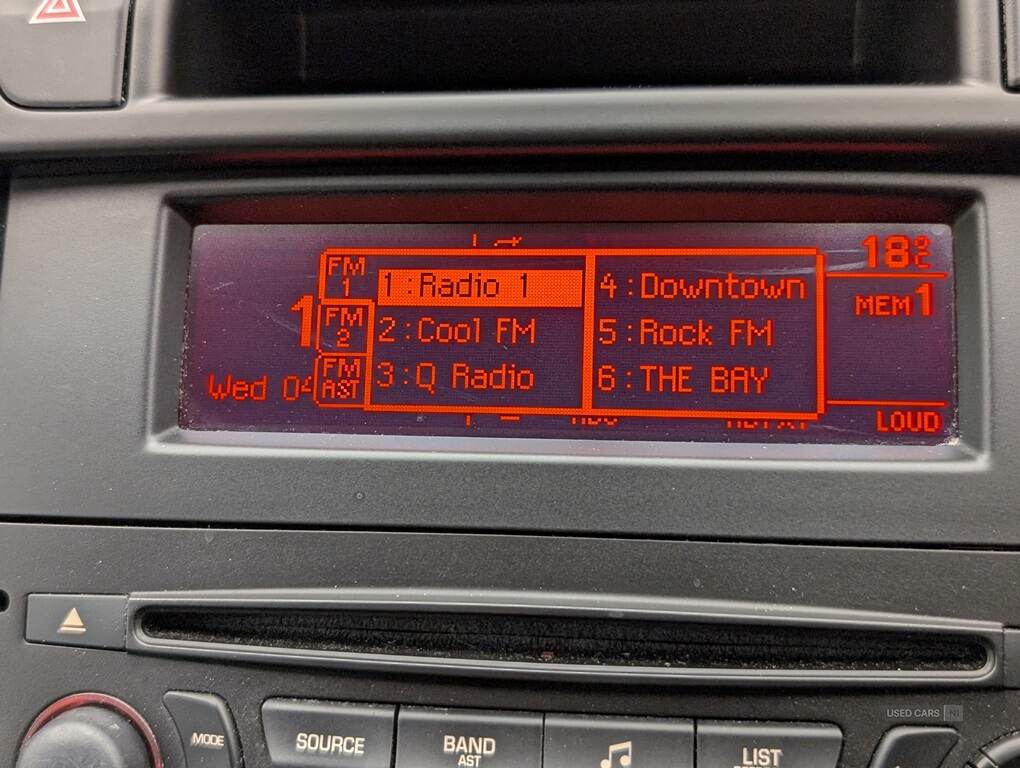 18°C
FM 1
1:Radio 1
4:Downtown
MEM1
1
FM 2
2:Cool FM
5:Rock FM
Wed 04
FM AST
3:Q Radio
6:THE BAY
LOUD
USED CARS NI
MODE
SOURCE
BAND
AST
LIST